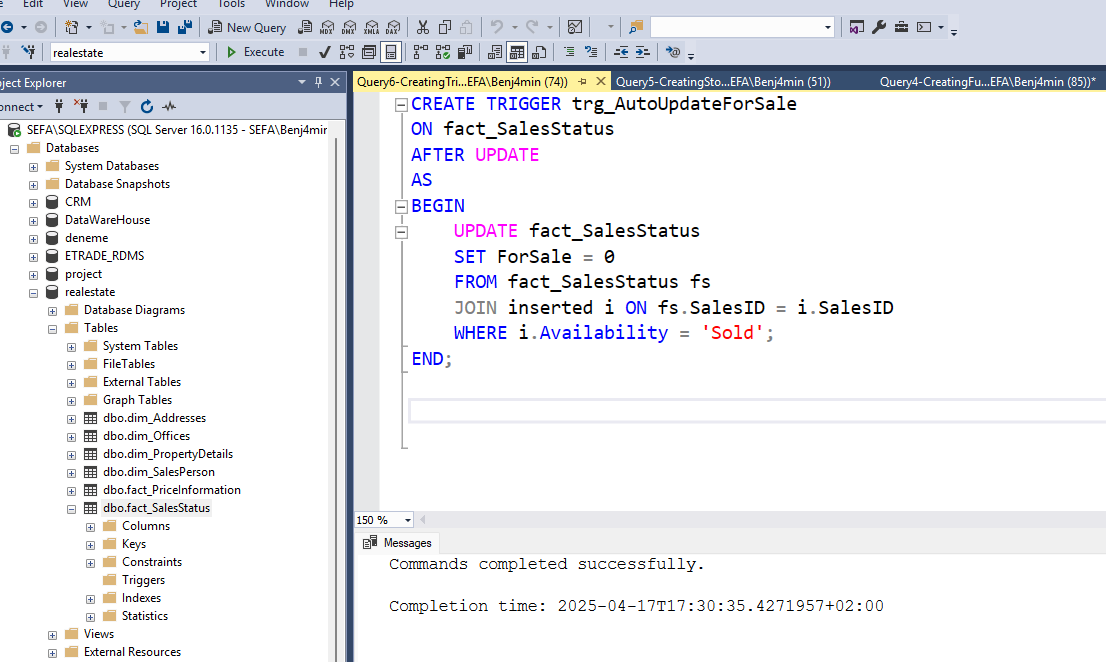 Edit View Query Project Tools Window Help
New Query MDX DMX XMLA DAX
realestate Execute
ject Explorer
Query6-CreatingTri...EFA\Benj4min (74)) Query5-CreatingSto...EFA\Benj4min (51)) Query4-CreatingFu...EFA\Benj4min (85))*
onnect
SEFA\SQLEXPRESS (SQL Server 16.0.1135 - SEFA\Benj4min
Databases
System Databases
Database Snapshots
CRM
DataWareHouse
deneme
ETRADE_RDMS
project
realestate
Database Diagrams
Tables
System Tables
FileTables
External Tables
Graph Tables
dbo.dim_Addresses
dbo.dim_Offices
dbo.dim_PropertyDetails
dbo.dim_SalesPerson
dbo.fact_PriceInformation
dbo.fact_SalesStatus
Columns
Keys
Constraints
Triggers
Indexes
Statistics
Views
External Resources
CREATE TRIGGER trg_AutoUpdateForSale
ON fact_SalesStatus
AFTER UPDATE
AS
BEGIN
UPDATE fact_SalesStatus
SET ForSale = 0
FROM fact_SalesStatus fs
JOIN inserted i ON fs.SalesID = i.SalesID
WHERE i.Availability = 'Sold';
END;
150 %
Messages
Commands completed successfully.
Completion time: 2025-04-17T17:30:35.4271957+02:00